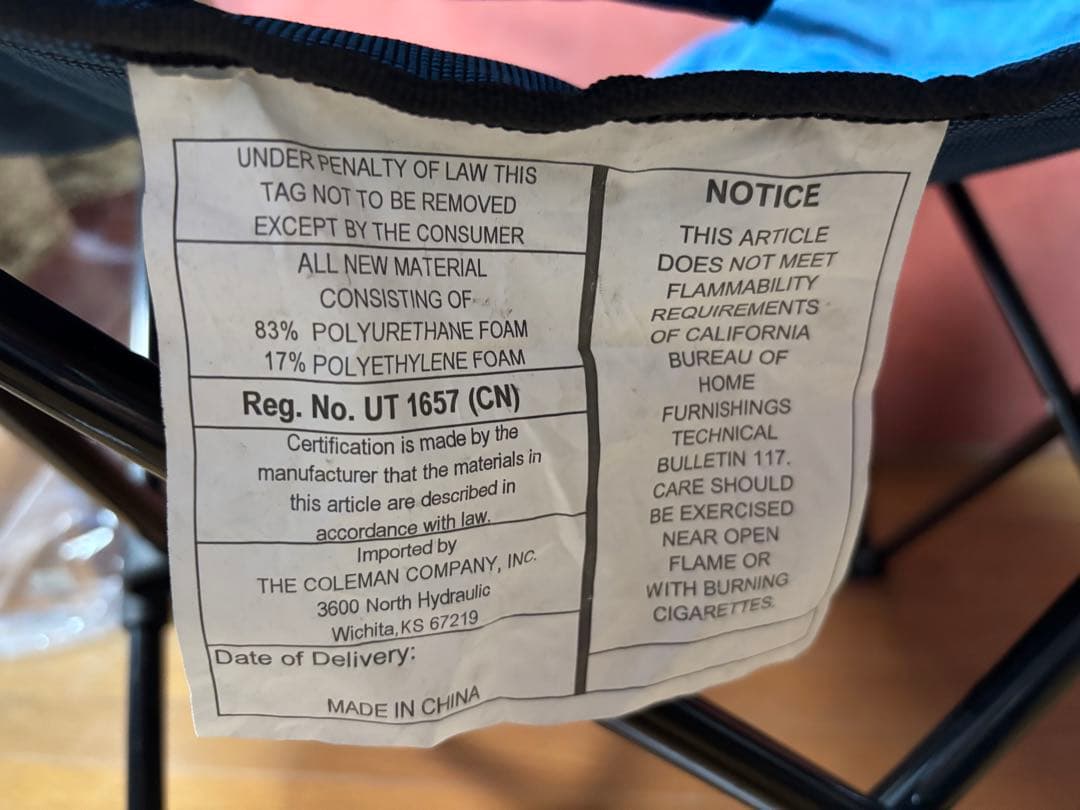 UNDER PENALTY OF LAW THIS
TAG NOT TO BE REMOVED
EXCEPT BY THE CONSUMER
ALL NEW MATERIAL
CONSISTING OF
83% POLYURETHANE FOAM
17% POLYETHYLENE FOAM
Reg. No. UT 1657 (CN)
Certification is made by the
manufacturer that the materials in
this article are described in
accordance with law.
Imported by
THE COLEMAN COMPANY, INC.
3600 North Hydraulic
Wichita, KS 67219
Date of Delivery:
MADE IN CHINA
NOTICE
THIS ARTICLE
DOES NOT MEET
FLAMMABILITY
REQUIREMENTS
OF CALIFORNIA
BUREAU OF
HOME
FURNISHINGS
TECHNICAL
BULLETIN 117.
CARE SHOULD
BE EXERCISED
NEAR OPEN
FLAME OR
WITH BURNING
CIGARETTES.